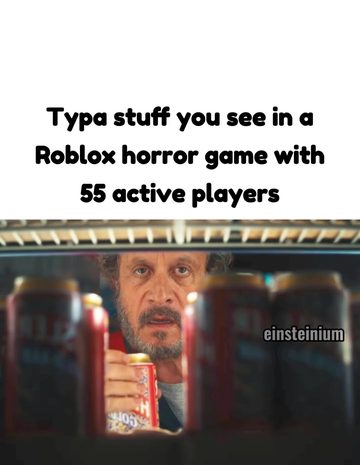 Typa stuff you see in a
Roblox horror game with
55 active players
einsteinium